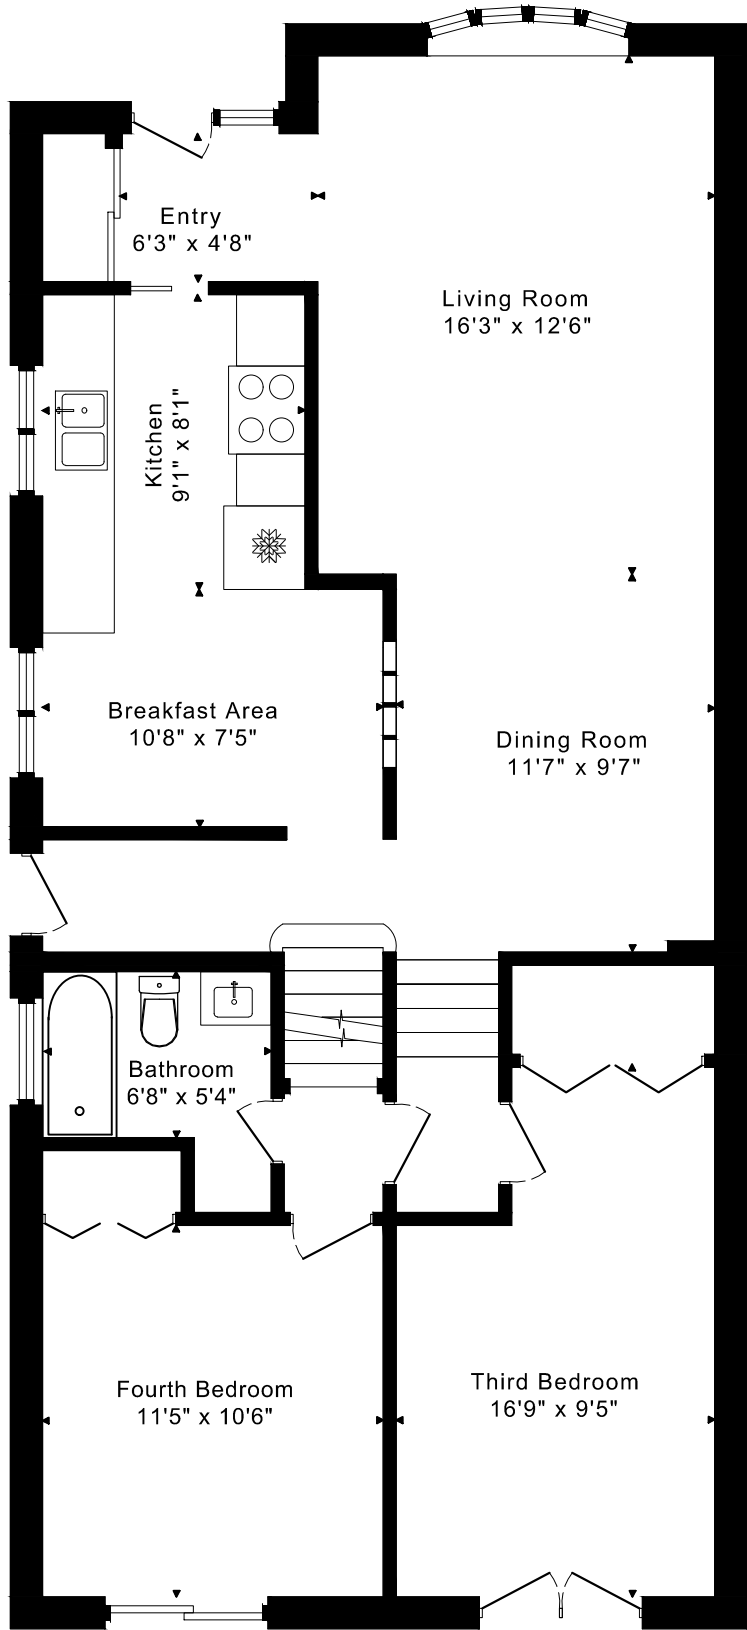 Entry
6'3" x 4'8"
Living Room
16'3" x 12'6"
Kitchen
9'1" x 8'1"
Breakfast Area
10'8" x 7'5"
Dining Room
11'7" x 9'7"
Bathroom
6'8" x 5'4"
Fourth Bedroom
11'5" x 10'6"
Third Bedroom
16'9" x 9'5"